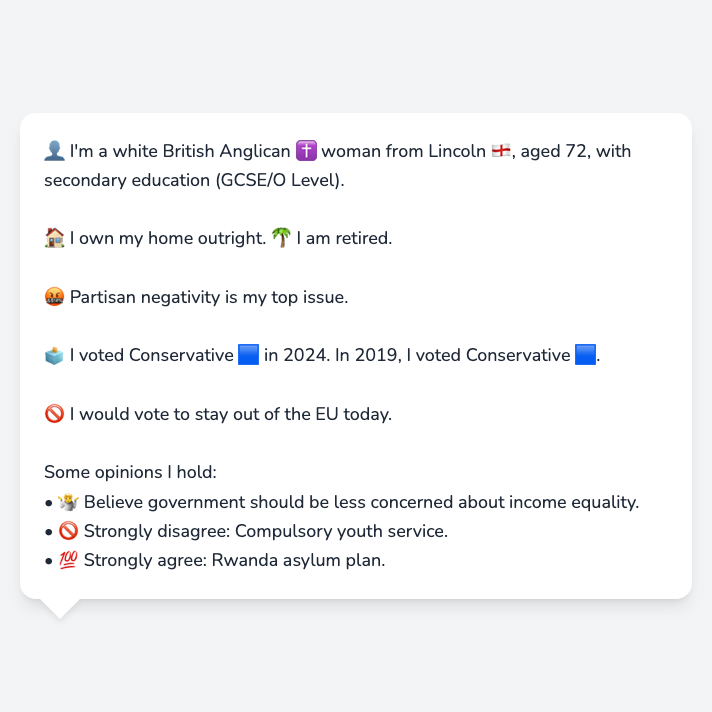 👤 I'm a white British Anglican ✝️ woman from Lincoln 🏴󠁧󠁢󠁥󠁮󠁧󠁿, aged 72, with
secondary education (GCSE/O Level).
🏠 I own my home outright. 🌴 I am retired.
🤬 Partisan negativity is my top issue.
🗳️ I voted Conservative 🟦 in 2024. In 2019, I voted Conservative 🟦.
🚫 I would vote to stay out of the EU today.
Some opinions I hold:
• 🤷 Believe government should be less concerned about income equality.
• 🚫 Strongly disagree: Compulsory youth service.
• 💯 Strongly agree: Rwanda asylum plan.